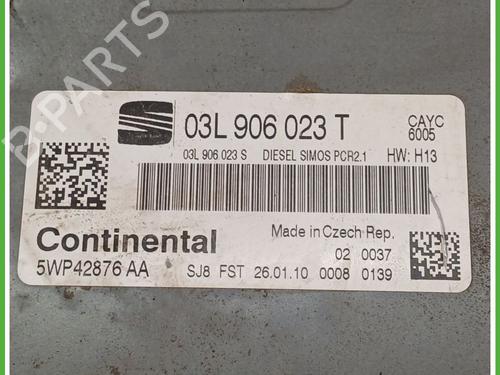 B-PARTS
03L 906 023 T
CAYC
6005
03L 906 023 S DIESEL SIMOS PCR2.1 HW: H13
Continental
Made in Czech Rep.
02 0037
5WP42876 AA
SJ8 FST 26.01.10 0008 0139